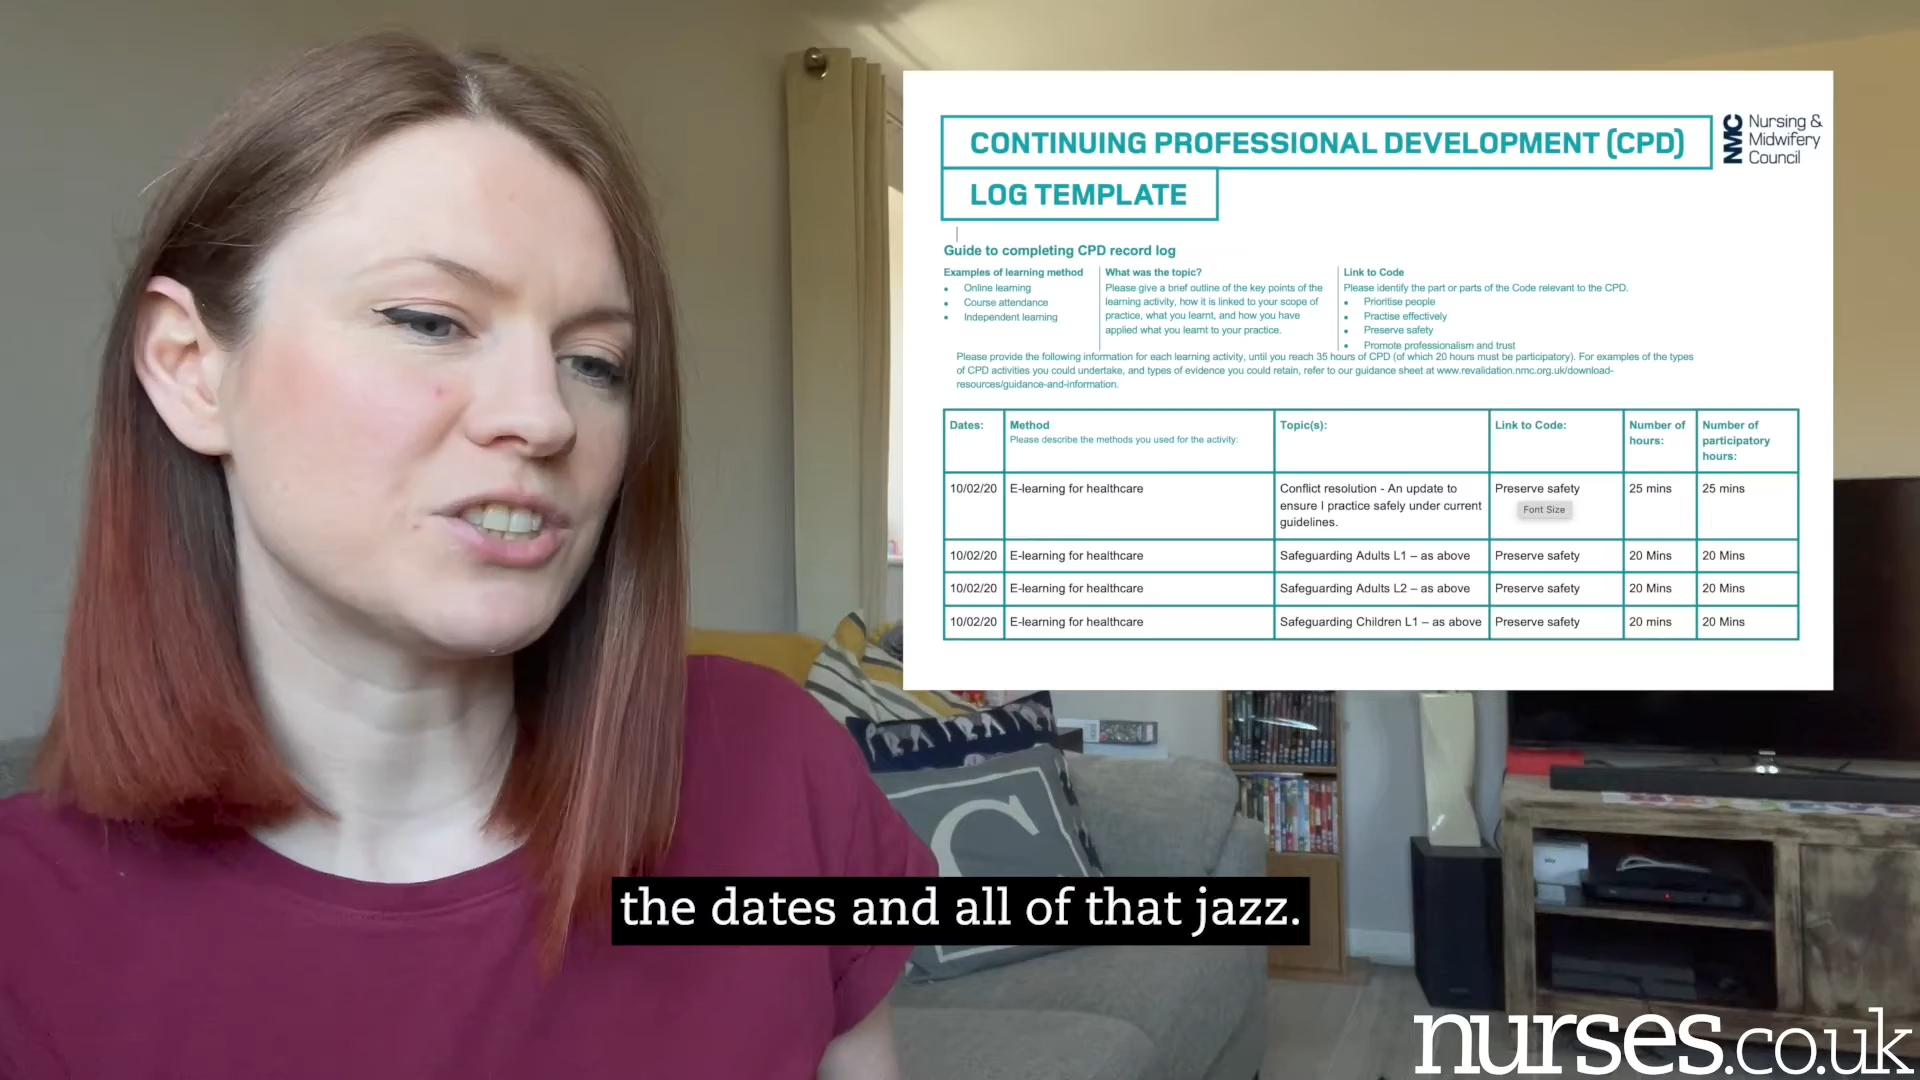 CONTINUING PROFESSIONAL DEVELOPMENT (CPD)
LOG TEMPLATE
NMC
Nursing &
Midwifery
Council
Guide to completing CPD record log
Examples of learning method
• Online learning
• Course attendance
• Independent learning
What was the topic?
Please give a brief outline of the key points of the
learning activity, how it is linked to your scope of
practice, what you learnt, and how you have
applied what you learnt to your practice.
Link to Code
Please identify the part or parts of the Code relevant to the CPD.
• Prioritise people
• Practise effectively
• Preserve safety
• Promote professionalism and trust
Please provide the following information for each learning activity, until you reach 35 hours of CPD (of which 20 hours must be participatory). For examples of the types
of CPD activities you could undertake, and types of evidence you could retain, refer to our guidance sheet at www.revalidation.nmc.org.uk/download-
resources/guidance-and-information.
Dates:
Method
Please describe the methods you used for the activity:
Topic(s):
Link to Code:
Number of
hours:
Number of
participatory
hours:
10/02/20
E-learning for healthcare
Conflict resolution - An update to
ensure I practice safely under current
guidelines.
Preserve safety
Font Size
25 mins
25 mins
10/02/20
E-learning for healthcare
Safeguarding Adults L1 – as above
Preserve safety
20 Mins
20 Mins
10/02/20
E-learning for healthcare
Safeguarding Adults L2 – as above
Preserve safety
20 Mins
20 Mins
10/02/20
E-learning for healthcare
Safeguarding Children L1 – as above
Preserve safety
20 mins
20 Mins
C
sky
the dates and all of that jazz.
nurses.co.uk